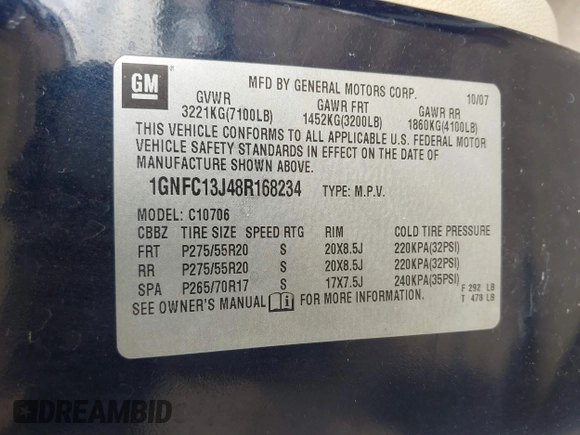 GM ®
MFD BY GENERAL MOTORS CORP. 10/07
GVWR GAWR FRT GAWR RR
3221KG(7100LB) 1452KG(3200LB) 1860KG(4100LB)
THIS VEHICLE CONFORMS TO ALL APPLICABLE U.S. FEDERAL MOTOR
VEHICLE SAFETY STANDARDS IN EFFECT ON THE DATE OF
MANUFACTURE SHOWN ABOVE.
1GNFC13J48R168234 TYPE: M.P.V.
MODEL: C10706
CBBZ TIRE SIZE SPEED RTG RIM COLD TIRE PRESSURE
FRT P275/55R20 S 20X8.5J 220KPA(32PSI)
RR P275/55R20 S 20X8.5J 220KPA(32PSI)
SPA P265/70R17 S 17X7.5J 240KPA(35PSI)
SEE OWNER'S MANUAL i FOR MORE INFORMATION.
F 292 LB
T 478 LB
DREAMBID